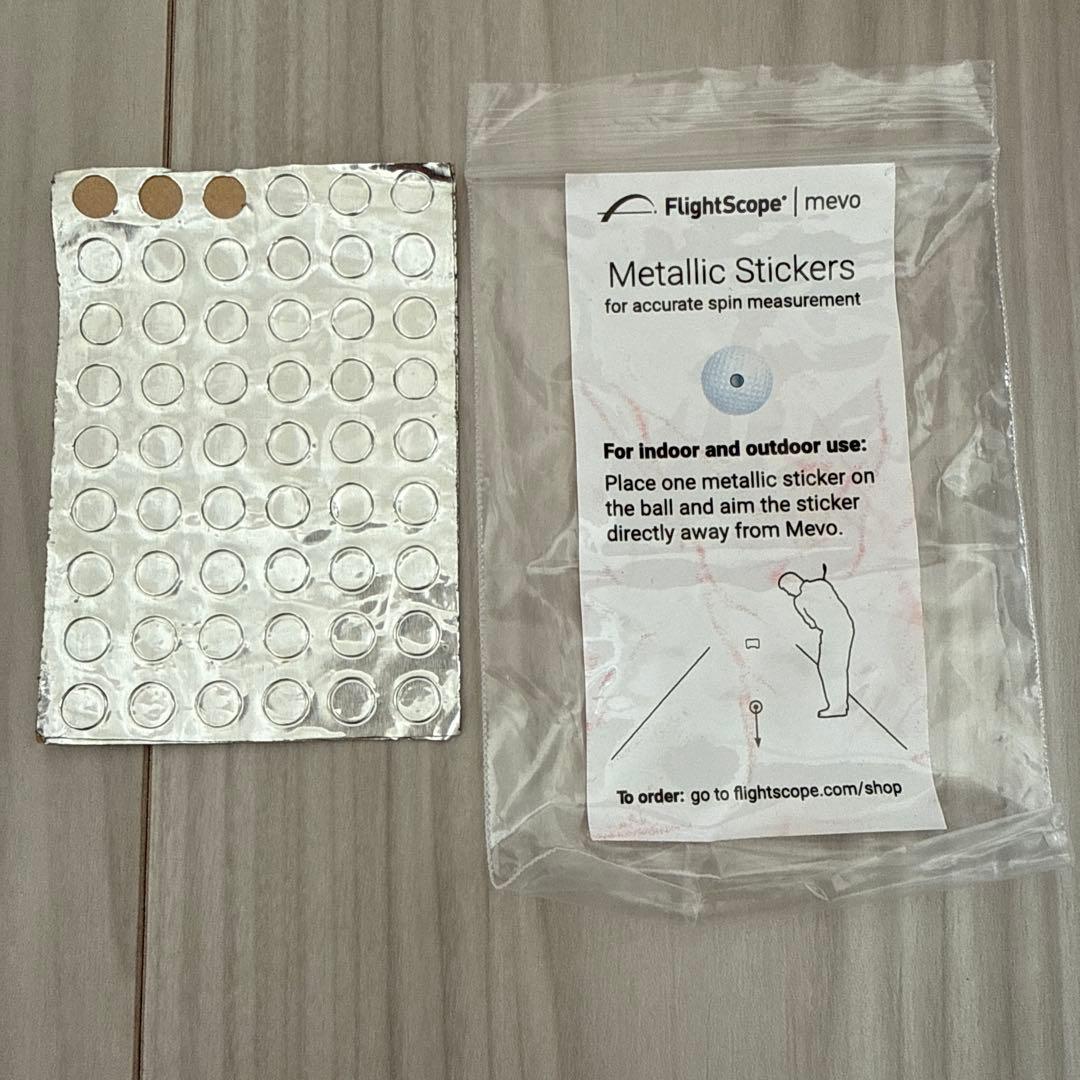 FlightScope® | mevo
Metallic Stickers
for accurate spin measurement
For indoor and outdoor use:
Place one metallic sticker on
the ball and aim the sticker
directly away from Mevo.
To order: go to flightscope.com/shop